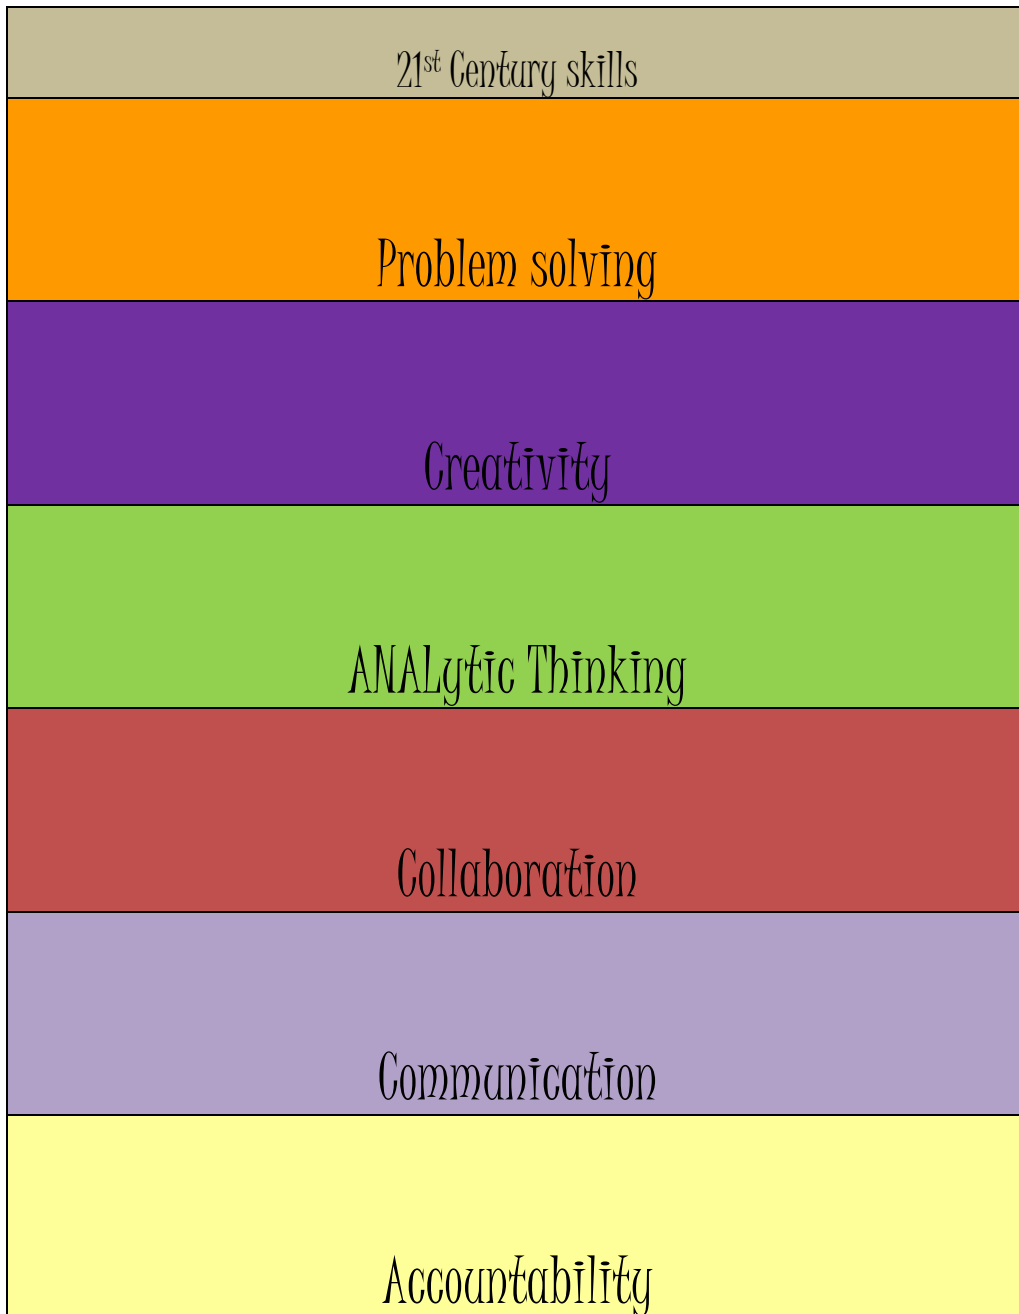 21st Century skills
Problem solving
Creativity
ANALytic Thinking
Collaboration
Communication
Accountability